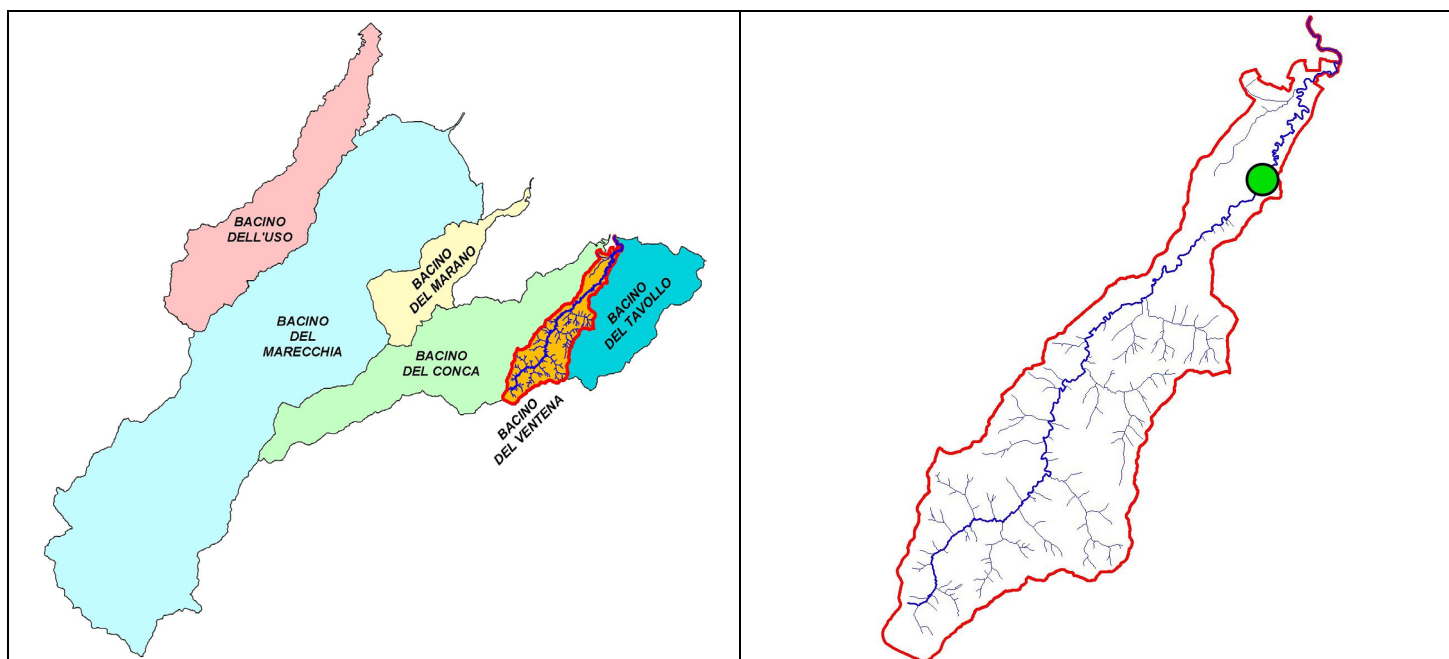 BACINO
DELL'USO
BACINO
DEL MARANO
BACINO
DEL
MARECCHIA
BACINO
DEL TAVOLLO
BACINO
DEL CONCA
BACINO
DEL VENTENA